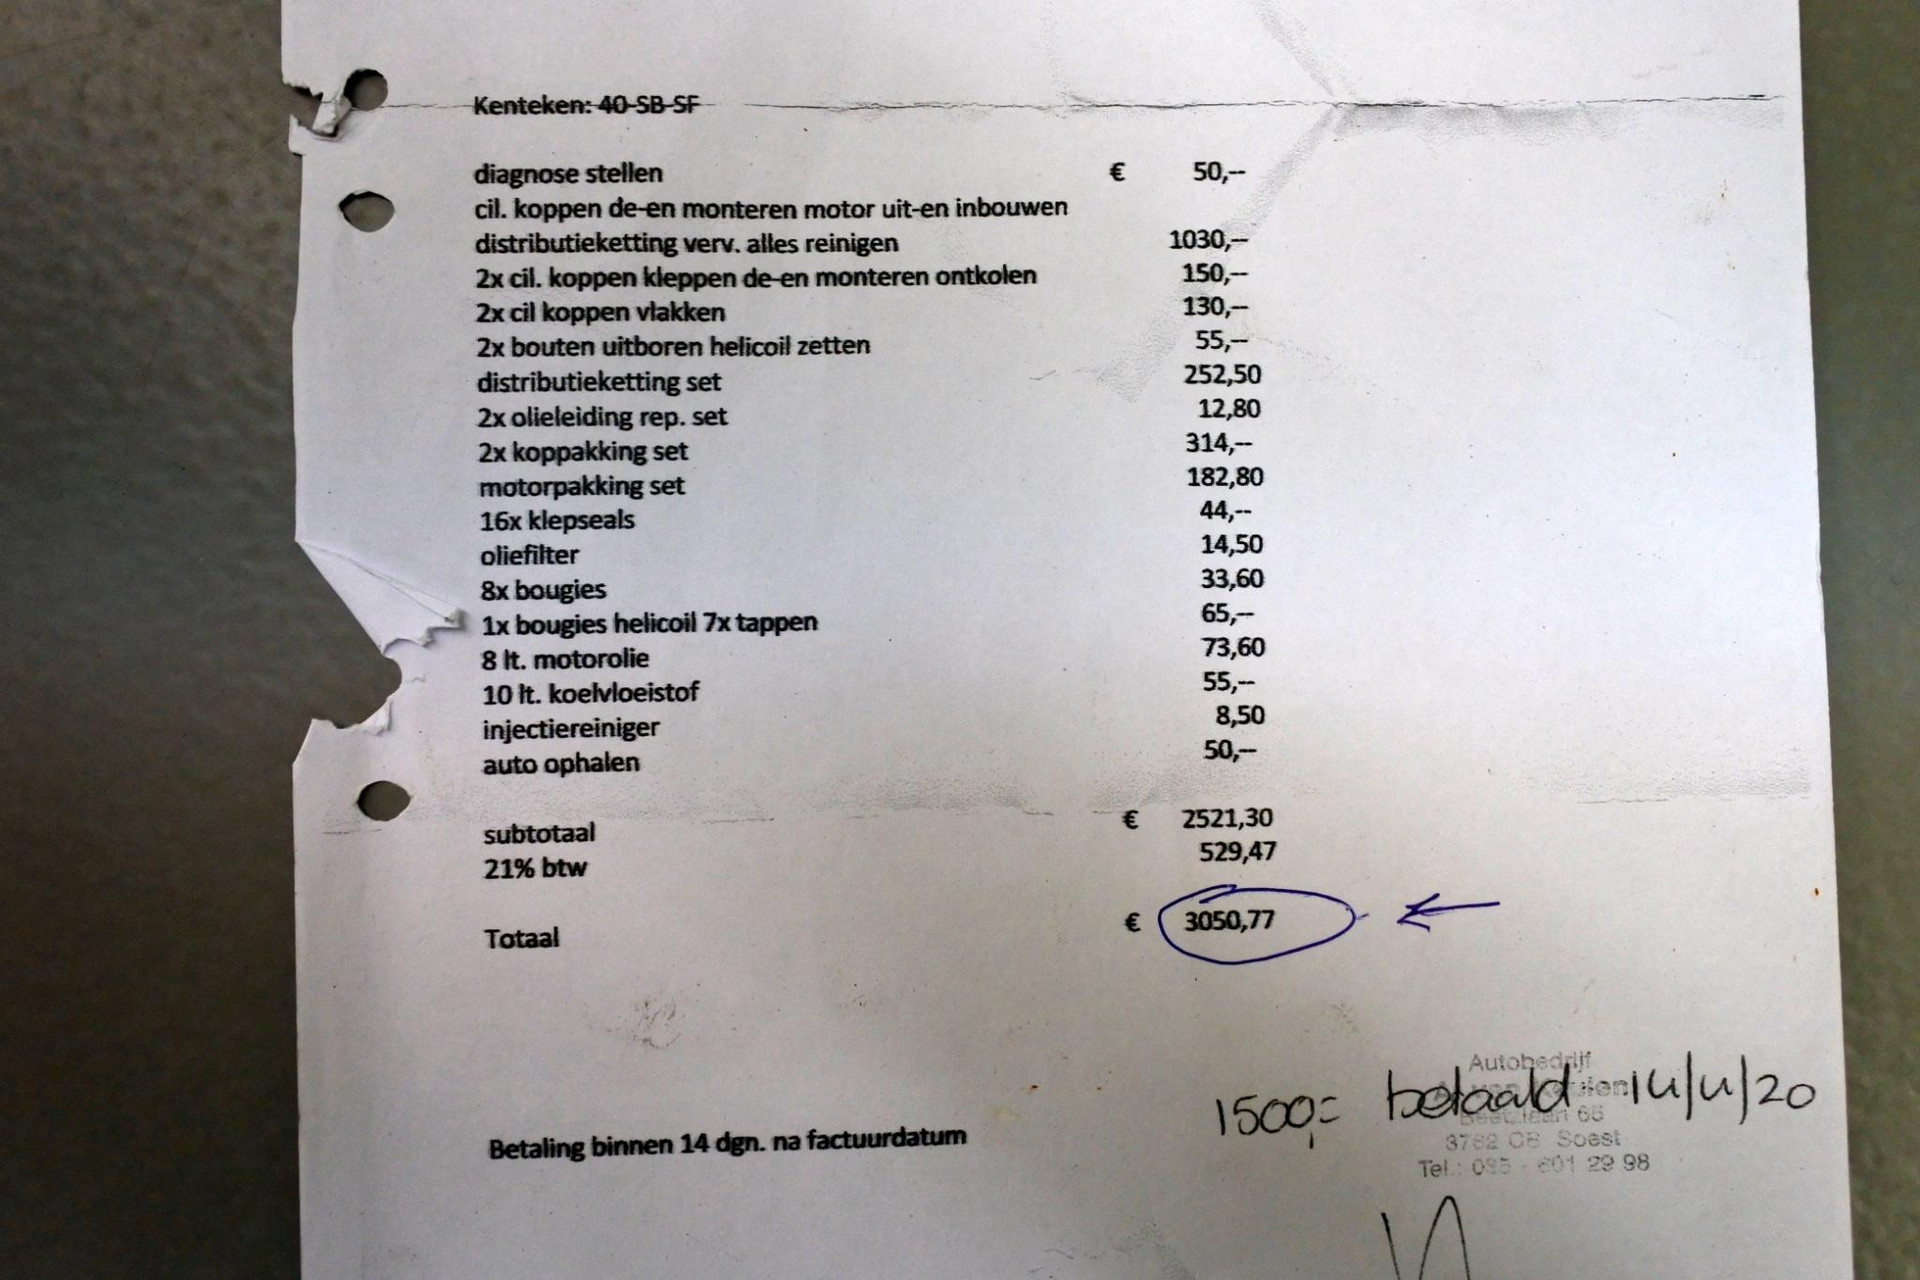 Kenteken: 40-SB-SF
diagnose stellen € 50,--
cil. koppen de-en monteren motor uit-en inbouwen
distributieketting verv. alles reinigen 1030,--
2x cil. koppen kleppen de-en monteren ontkolen 150,--
2x cil koppen vlakken 130,--
2x bouten uitboren helicoil zetten 55,--
distributieketting set 252,50
2x olieleiding rep. set 12,80
2x koppakking set 314,--
motorpakking set 182,80
16x klepseals 44,--
oliefilter 14,50
8x bougies 33,60
1x bougies helicoil 7x tappen 65,--
8 lt. motorolie 73,60
10 lt. koelvloeistof 55,--
injectiereiniger 8,50
auto ophalen 50,--
subtotaal € 2521,30
21% btw 529,47
Totaal € 3050,77
Autobedrijf
1500,= betaald
65
Soest
Tel.: 601 29 98
Betaling binnen 14 dgn. na factuurdatum